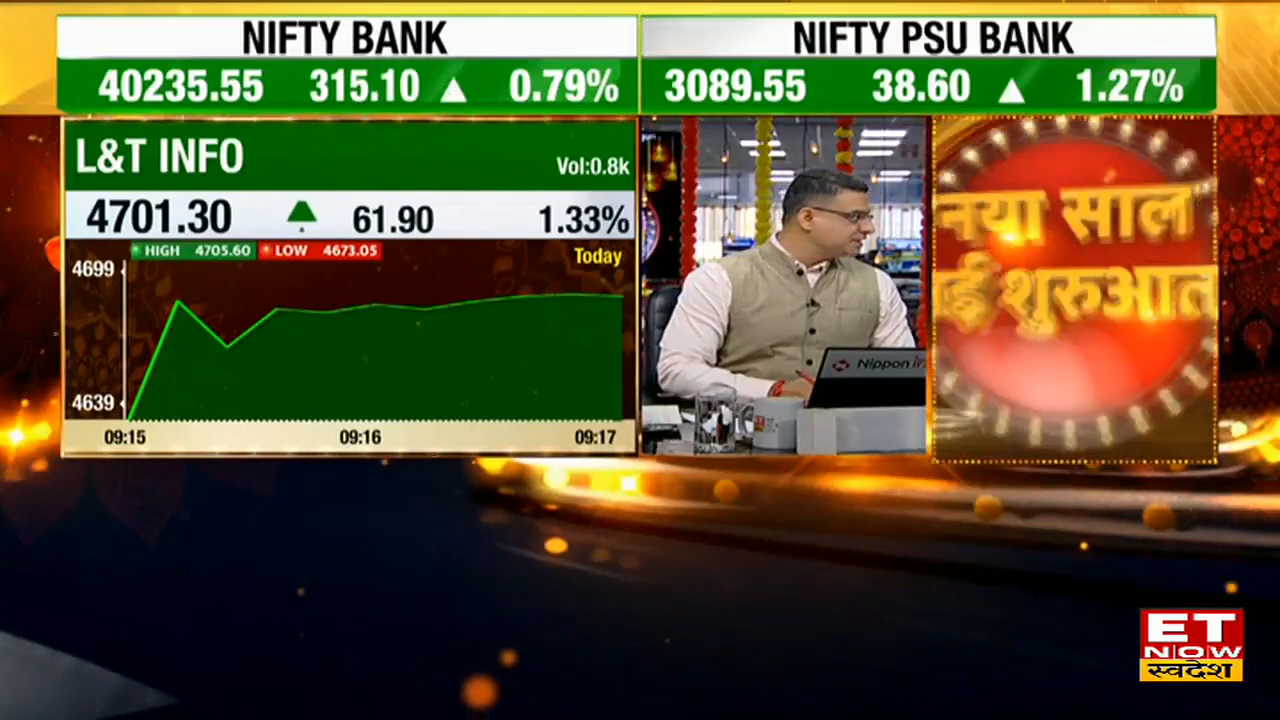 NIFTY BANK
40235.55 315.10 ▲ 0.79%
NIFTY PSU BANK
3089.55 38.60 ▲ 1.27%
L&T INFO
Vol:0.8k
4701.30 ▲ 61.90 1.33%
HIGH 4705.60 LOW 4673.05
Today
4699
4639
09:15 09:16 09:17
Nippon
नया साल
शुरुआत
ET
NOW
स्वदेश